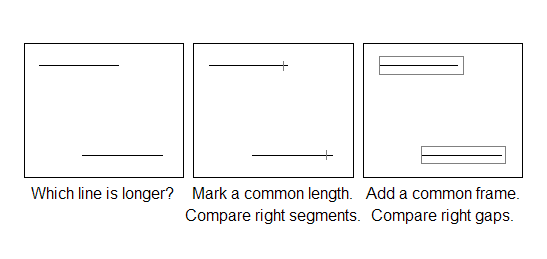 Which line is longer?
Mark a common length.
Compare right segments.
Add a common frame.
Compare right gaps.